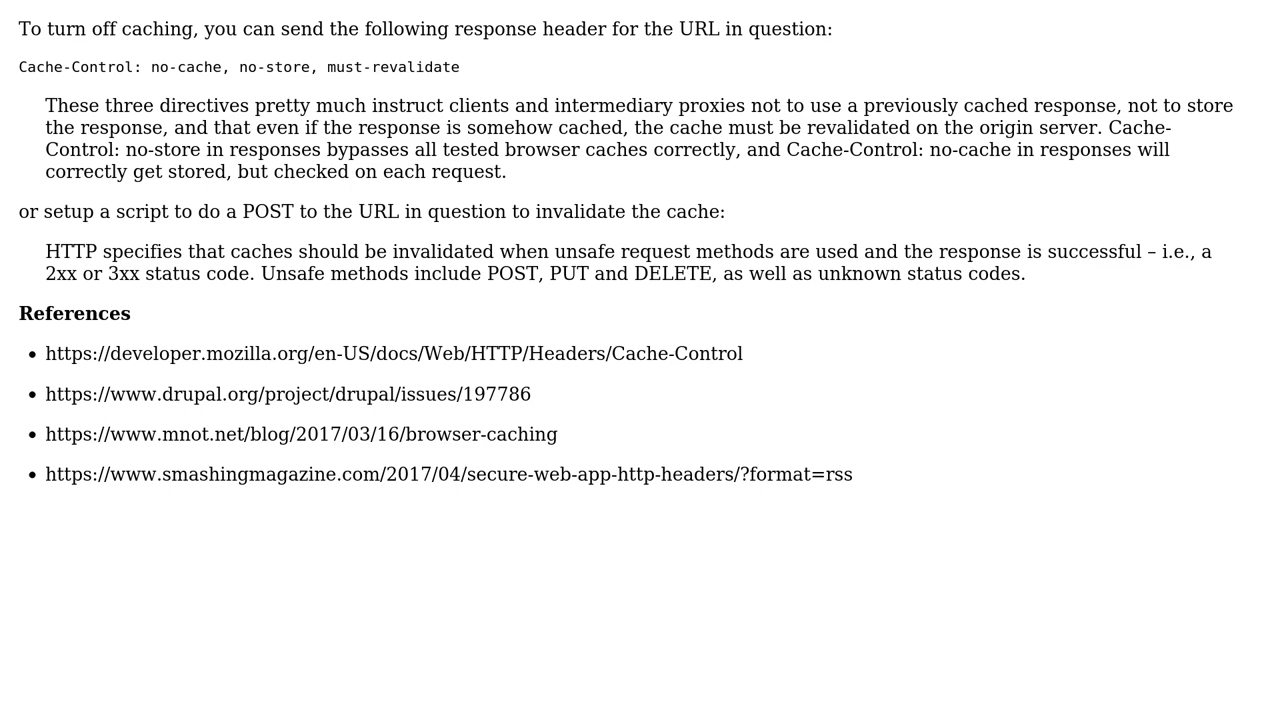 To turn off caching, you can send the following response header for the URL in question:
Cache-Control: no-cache, no-store, must-revalidate
These three directives pretty much instruct clients and intermediary proxies not to use a previously cached response, not to store
the response, and that even if the response is somehow cached, the cache must be revalidated on the origin server. Cache-
Control: no-store in responses bypasses all tested browser caches correctly, and Cache-Control: no-cache in responses will
correctly get stored, but checked on each request.
or setup a script to do a POST to the URL in question to invalidate the cache:
HTTP specifies that caches should be invalidated when unsafe request methods are used and the response is successful – i.e., a
2xx or 3xx status code. Unsafe methods include POST, PUT and DELETE, as well as unknown status codes.
References
• https://developer.mozilla.org/en-US/docs/Web/HTTP/Headers/Cache-Control
• https://www.drupal.org/project/drupal/issues/197786
• https://www.mnot.net/blog/2017/03/16/browser-caching
• https://www.smashingmagazine.com/2017/04/secure-web-app-http-headers/?format=rss